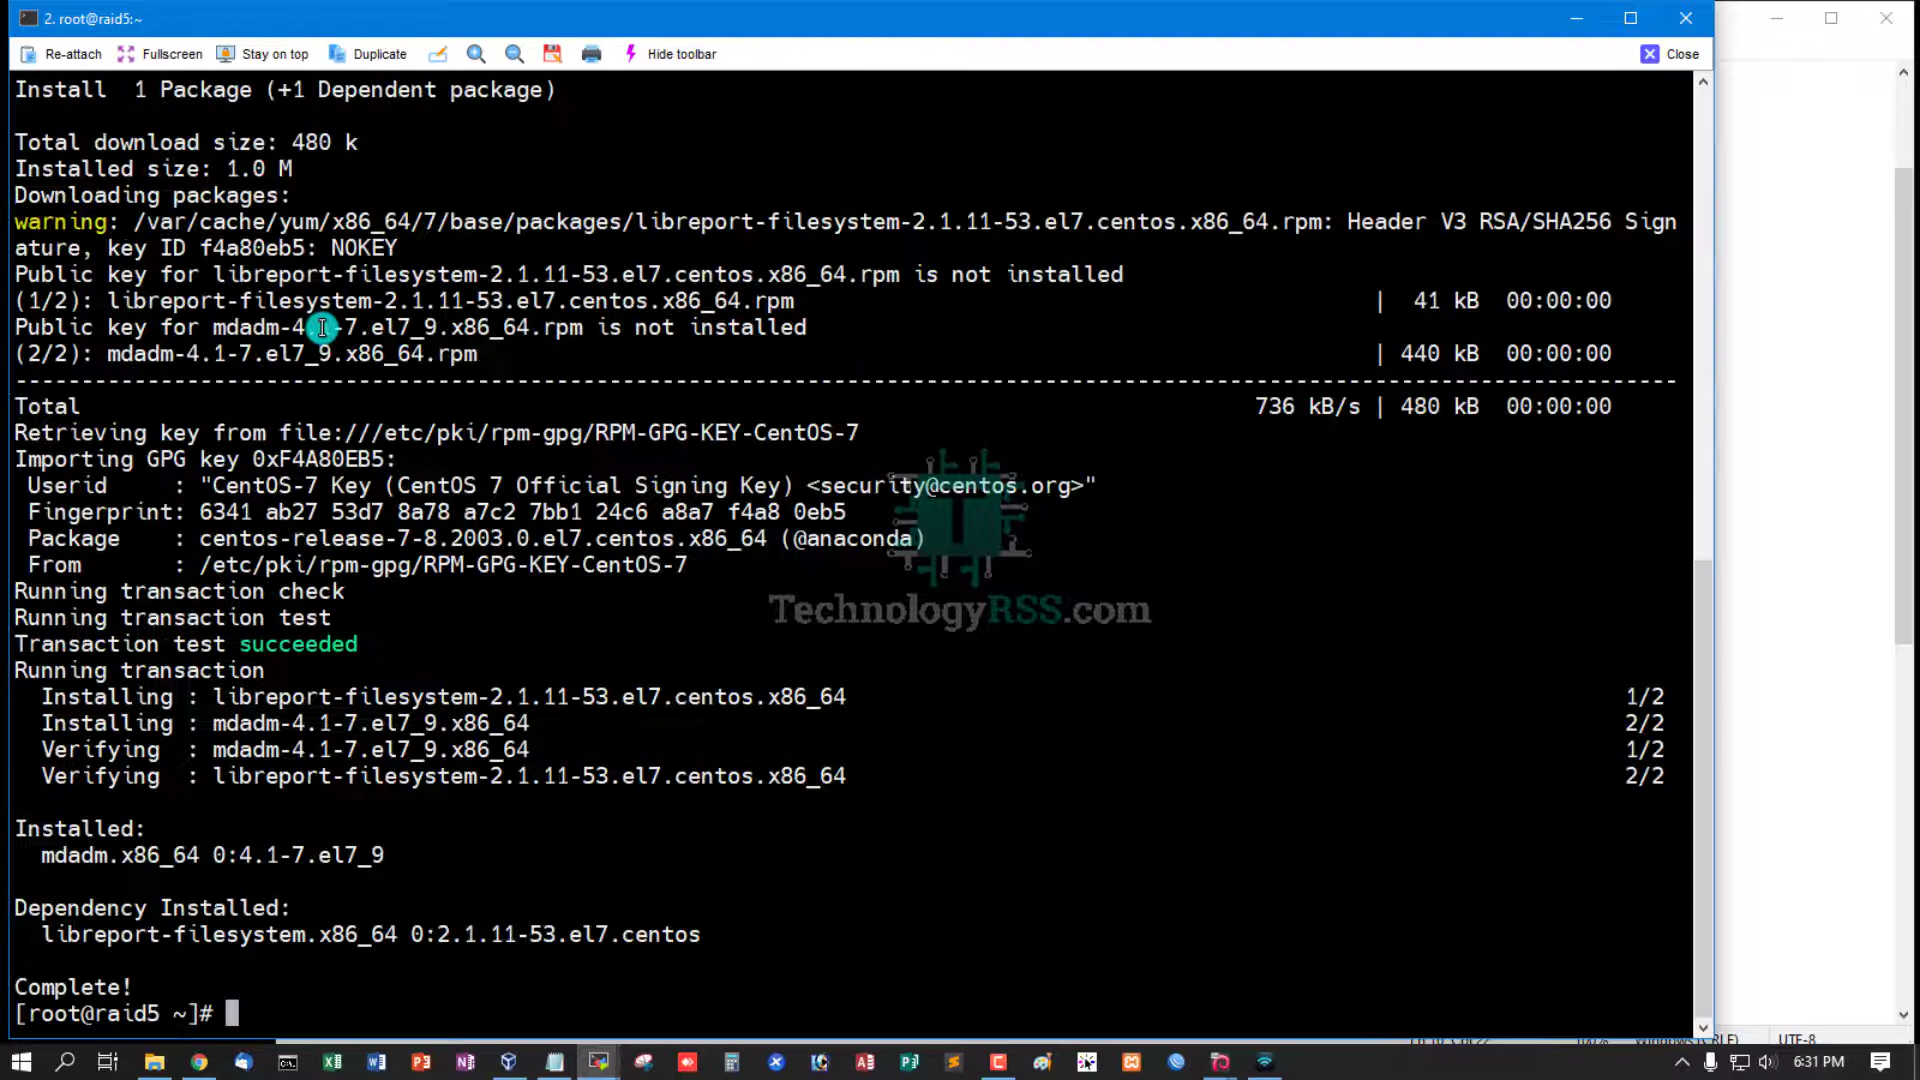 2. root@raid5:~
Re-attach Fullscreen Stay on top Duplicate Hide toolbar Close
Install  1 Package (+1 Dependent package)
Total download size: 480 k
Installed size: 1.0 M
Downloading packages:
warning: /var/cache/yum/x86_64/7/base/packages/libreport-filesystem-2.1.11-53.el7.centos.x86_64.rpm: Header V3 RSA/SHA256 Sign
ature, key ID f4a80eb5: NOKEY
Public key for libreport-filesystem-2.1.11-53.el7.centos.x86_64.rpm is not installed
(1/2): libreport-filesystem-2.1.11-53.el7.centos.x86_64.rpm | 41 kB 00:00:00
Public key for mdadm-4.1-7.el7_9.x86_64.rpm is not installed
(2/2): mdadm-4.1-7.el7_9.x86_64.rpm | 440 kB 00:00:00
--------------------------------------------------------------------------------
Total 736 kB/s | 480 kB 00:00:00
Retrieving key from file:///etc/pki/rpm-gpg/RPM-GPG-KEY-CentOS-7
Importing GPG key 0xF4A80EB5:
Userid     : "CentOS-7 Key (CentOS 7 Official Signing Key) <security@centos.org>"
Fingerprint: 6341 ab27 53d7 8a78 a7c2 7bb1 24c6 a8a7 f4a8 0eb5
Package    : centos-release-7-8.2003.0.el7.centos.x86_64 (@anaconda)
From       : /etc/pki/rpm-gpg/RPM-GPG-KEY-CentOS-7
Running transaction check
TechnologyRSS.com
Running transaction test
Transaction test succeeded
Running transaction
Installing : libreport-filesystem-2.1.11-53.el7.centos.x86_64 1/2
Installing : mdadm-4.1-7.el7_9.x86_64 2/2
Verifying  : mdadm-4.1-7.el7_9.x86_64 1/2
Verifying  : libreport-filesystem-2.1.11-53.el7.centos.x86_64 2/2
Installed:
mdadm.x86_64 0:4.1-7.el7_9
Dependency Installed:
libreport-filesystem.x86_64 0:2.1.11-53.el7.centos
Complete!
[root@raid5 ~]#
UTF-8
6:31 PM